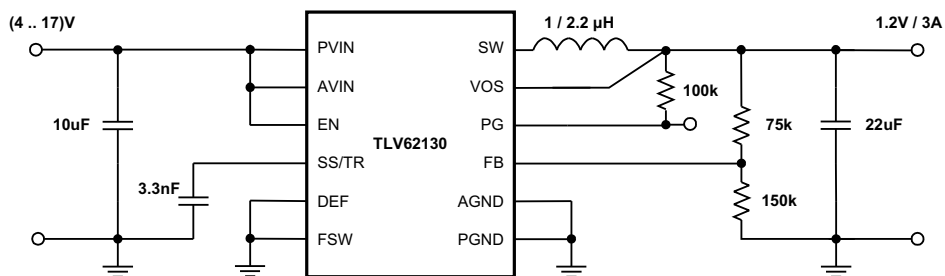 (4 .. 17)V
1 / 2.2 µH
1.2V / 3A
PVIN
SW
AVIN
VOS
100k
10uF
EN
PG
75k
22uF
TLV62130
SS/TR
FB
3.3nF
DEF
AGND
150k
FSW
PGND